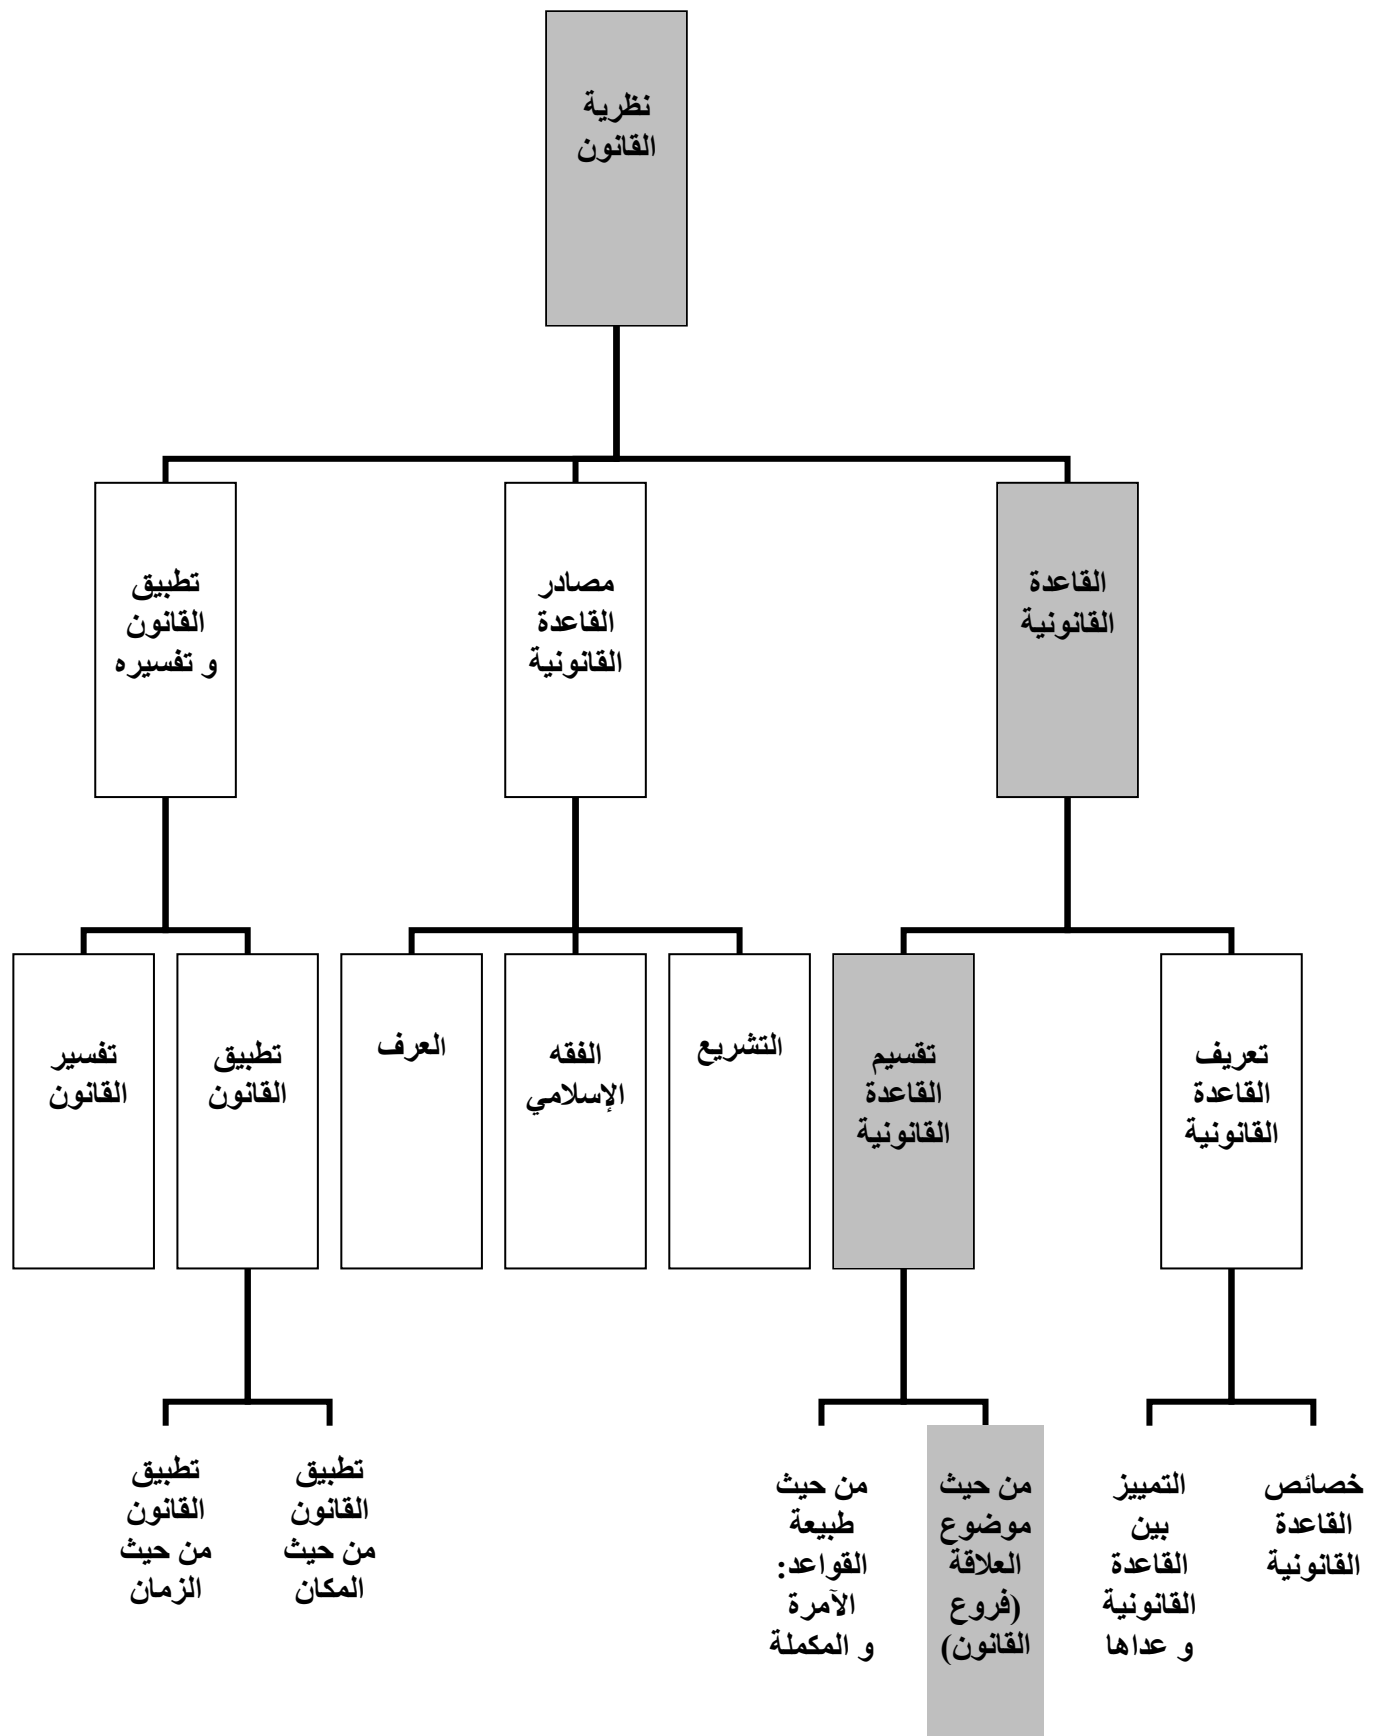 نظرية
القانون
القاعدة
القانونية
مصادر
القاعدة
القانونية
تطبيق
القانون
و تفسيره
تعريف
القاعدة
القانونية
تقسيم
القاعدة
القانونية
التشريع
الفقه
الإسلامي
العرف
تطبيق
القانون
تفسير
القانون
خصائص
القاعدة
القانونية
التمييز
بين
القاعدة
القانونية
و عداها
من حيث
موضوع
العلاقة
(فروع
القانون)
من حيث
طبيعة
القواعد:
الآمرة
و المكملة
تطبيق
القانون
من حيث
المكان
تطبيق
القانون
من حيث
الزمان